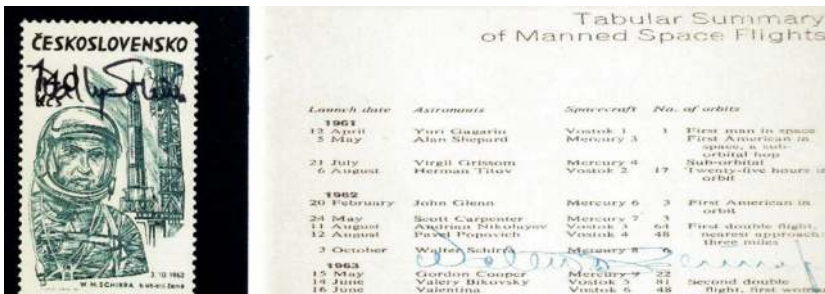 ČESKOSLOVENSKO
KČS
3. 10 1962
W. M. SCHIRRA
Tabular Summary
of Manned Space Flights
Launch date Astronauts Spacecraft No. of orbits
1961
12 April Yuri Gagarin Vostok 1 1 First man in space
5 May Alan Shepard Mercury 3 First American in
space, a sub-
orbital hop
21 July Virgil Grissom Mercury 4 Sub-orbital
6 August Herman Titov Vostok 2 17 Twenty-five hours in
orbit
1962
20 February John Glenn Mercury 6 3 First American in
orbit
24 May Scott Carpenter Mercury 7 3
11 August Andrian Nikolayev Vostok 3 64 First double flight,
12 August Pavel Popovich Vostok 4 48 nearest approach:
three miles
3 October Walter Schirra Mercury 8 6
1963
15 May Gordon Cooper Mercury 9 22
14 June Valery Bikovsky Vostok 5 81 Second double
16 June Valentina Vostok 6 48 flight, first woman